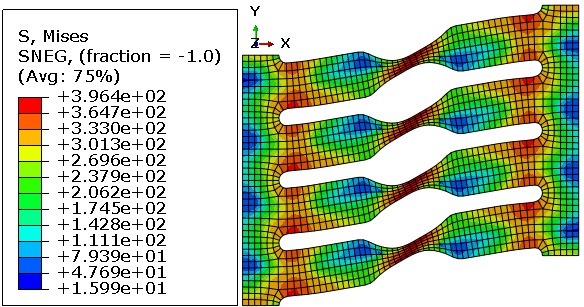 S, Mises
SNEG, (fraction = -1.0)
(Avg: 75%)
+3.964e+02
+3.647e+02
+3.330e+02
+3.013e+02
+2.696e+02
+2.379e+02
+2.062e+02
+1.745e+02
+1.428e+02
+1.111e+02
+7.939e+01
+4.769e+01
+1.599e+01
Y
Z X